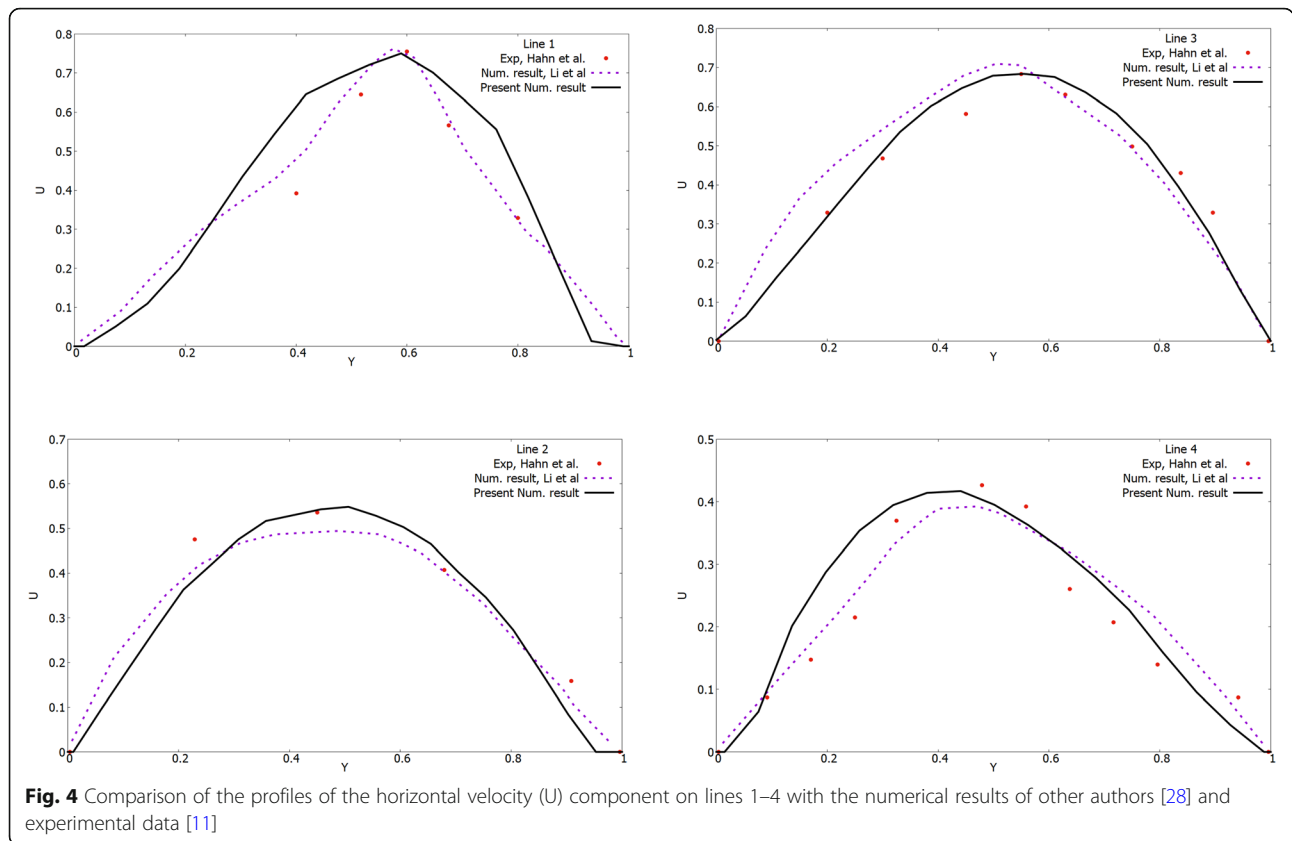 Line 1
Exp, Hahn et al.
Num. result, Li et al
Present Num. result
0.8
0.7
0.6
0.5
0.4
0.3
0.2
0.1
0
U
0
0.2
0.4
0.6
0.8
1
Y
Line 3
Exp, Hahn et al.
Num. result, Li et al
Present Num. result
0.8
0.7
0.6
0.5
0.4
0.3
0.2
0.1
0
U
0
0.2
0.4
0.6
0.8
1
Y
Line 2
Exp, Hahn et al.
Num. result, Li et al
Present Num. result
0.7
0.6
0.5
0.4
0.3
0.2
0.1
0
U
0
0.2
0.4
0.6
0.8
1
Y
Line 4
Exp, Hahn et al.
Num. result, Li et al
Present Num. result
0.5
0.4
0.3
0.2
0.1
0
U
0
0.2
0.4
0.6
0.8
1
Y
Fig. 4 Comparison of the profiles of the horizontal velocity (U) component on lines 1–4 with the numerical results of other authors [28] and
experimental data [11]